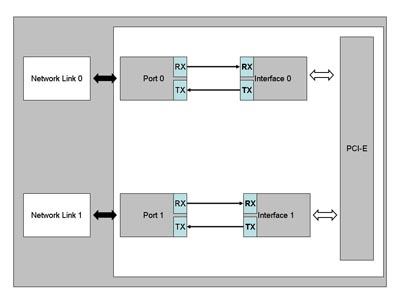 Network Link 0
Port 0
RX
TX
RX
TX
Interface 0
PCI-E
Network Link 1
Port 1
RX
TX
RX
TX
Interface 1